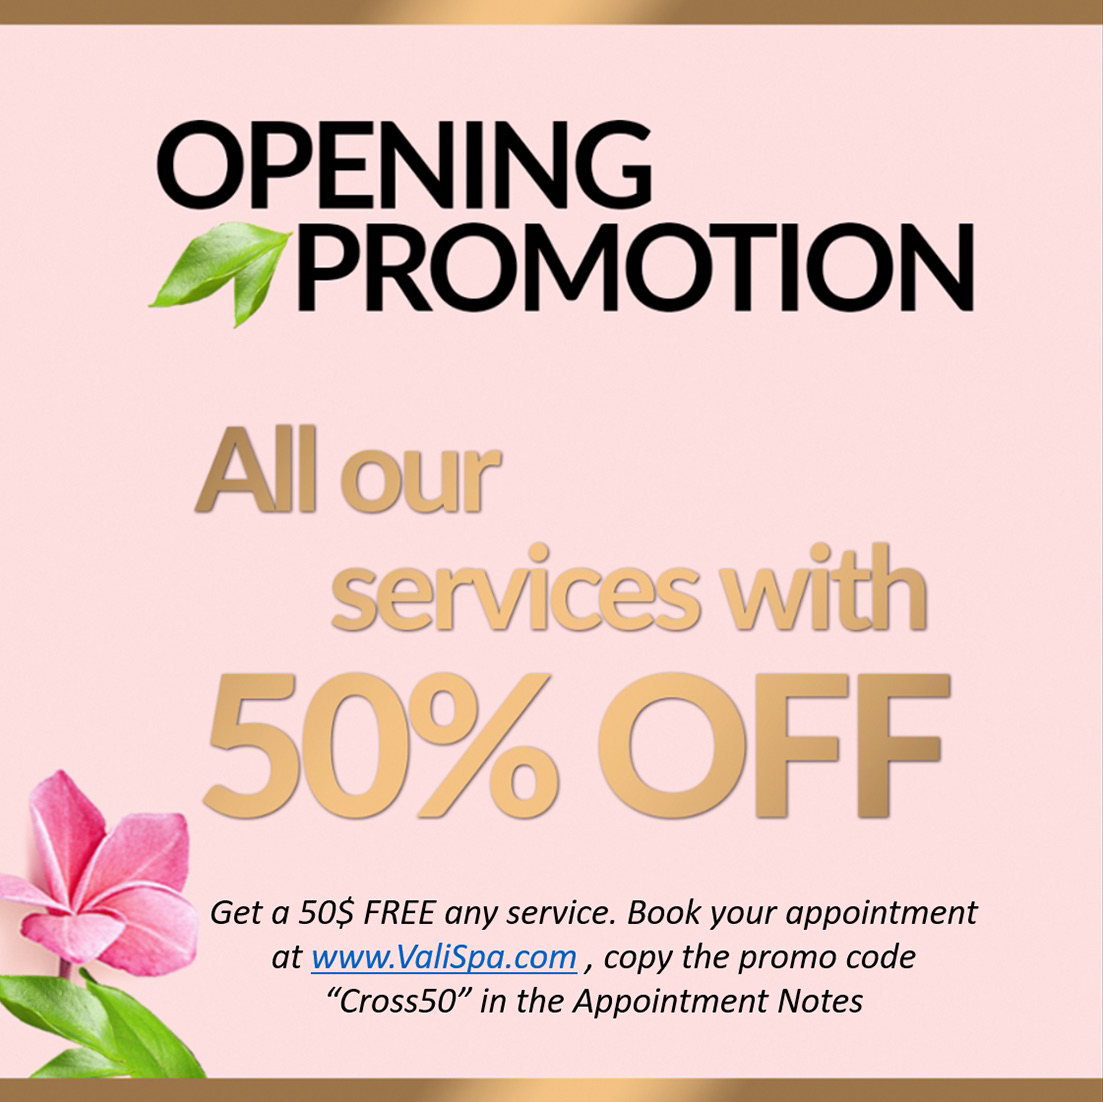 OPENING
PROMOTION
All our
services with
50% OFF
Get a 50$ FREE any service. Book your appointment
at www.ValiSpa.com , copy the promo code
“Cross50” in the Appointment Notes